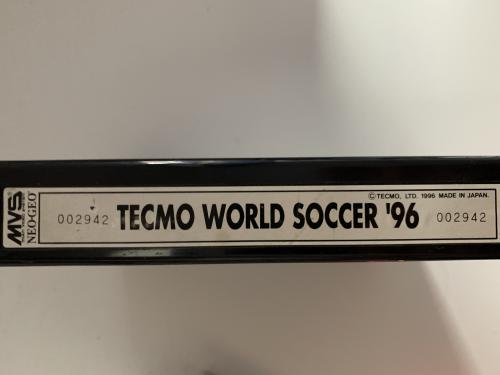 MVS
NEO•GEO
002942
TECMO WORLD SOCCER '96
©TECMO, LTD. 1996 MADE IN JAPAN.
002942